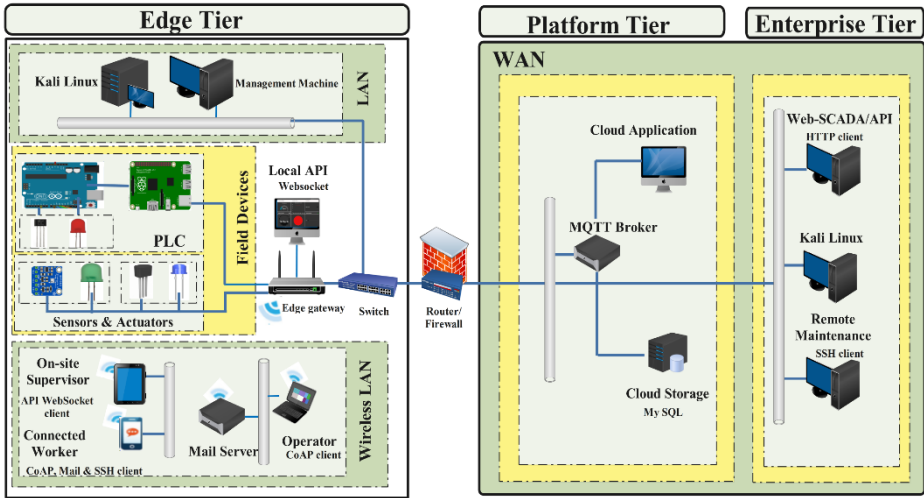 Edge Tier
Platform Tier
Enterprise Tier
Kali Linux
Management Machine
LAN
PLC
Sensors & Actuators
Field Devices
Local API
Websocket
Edge gateway
Switch
Router/
Firewall
On-site
Supervisor
API WebSocket
client
Connected
Worker
CoAP, Mail & SSH client
Mail Server
Operator
CoAP client
Wireless LAN
WAN
Cloud Application
MQTT Broker
Cloud Storage
My SQL
Web-SCADA/API
HTTP client
Kali Linux
Remote
Maintenance
SSH client